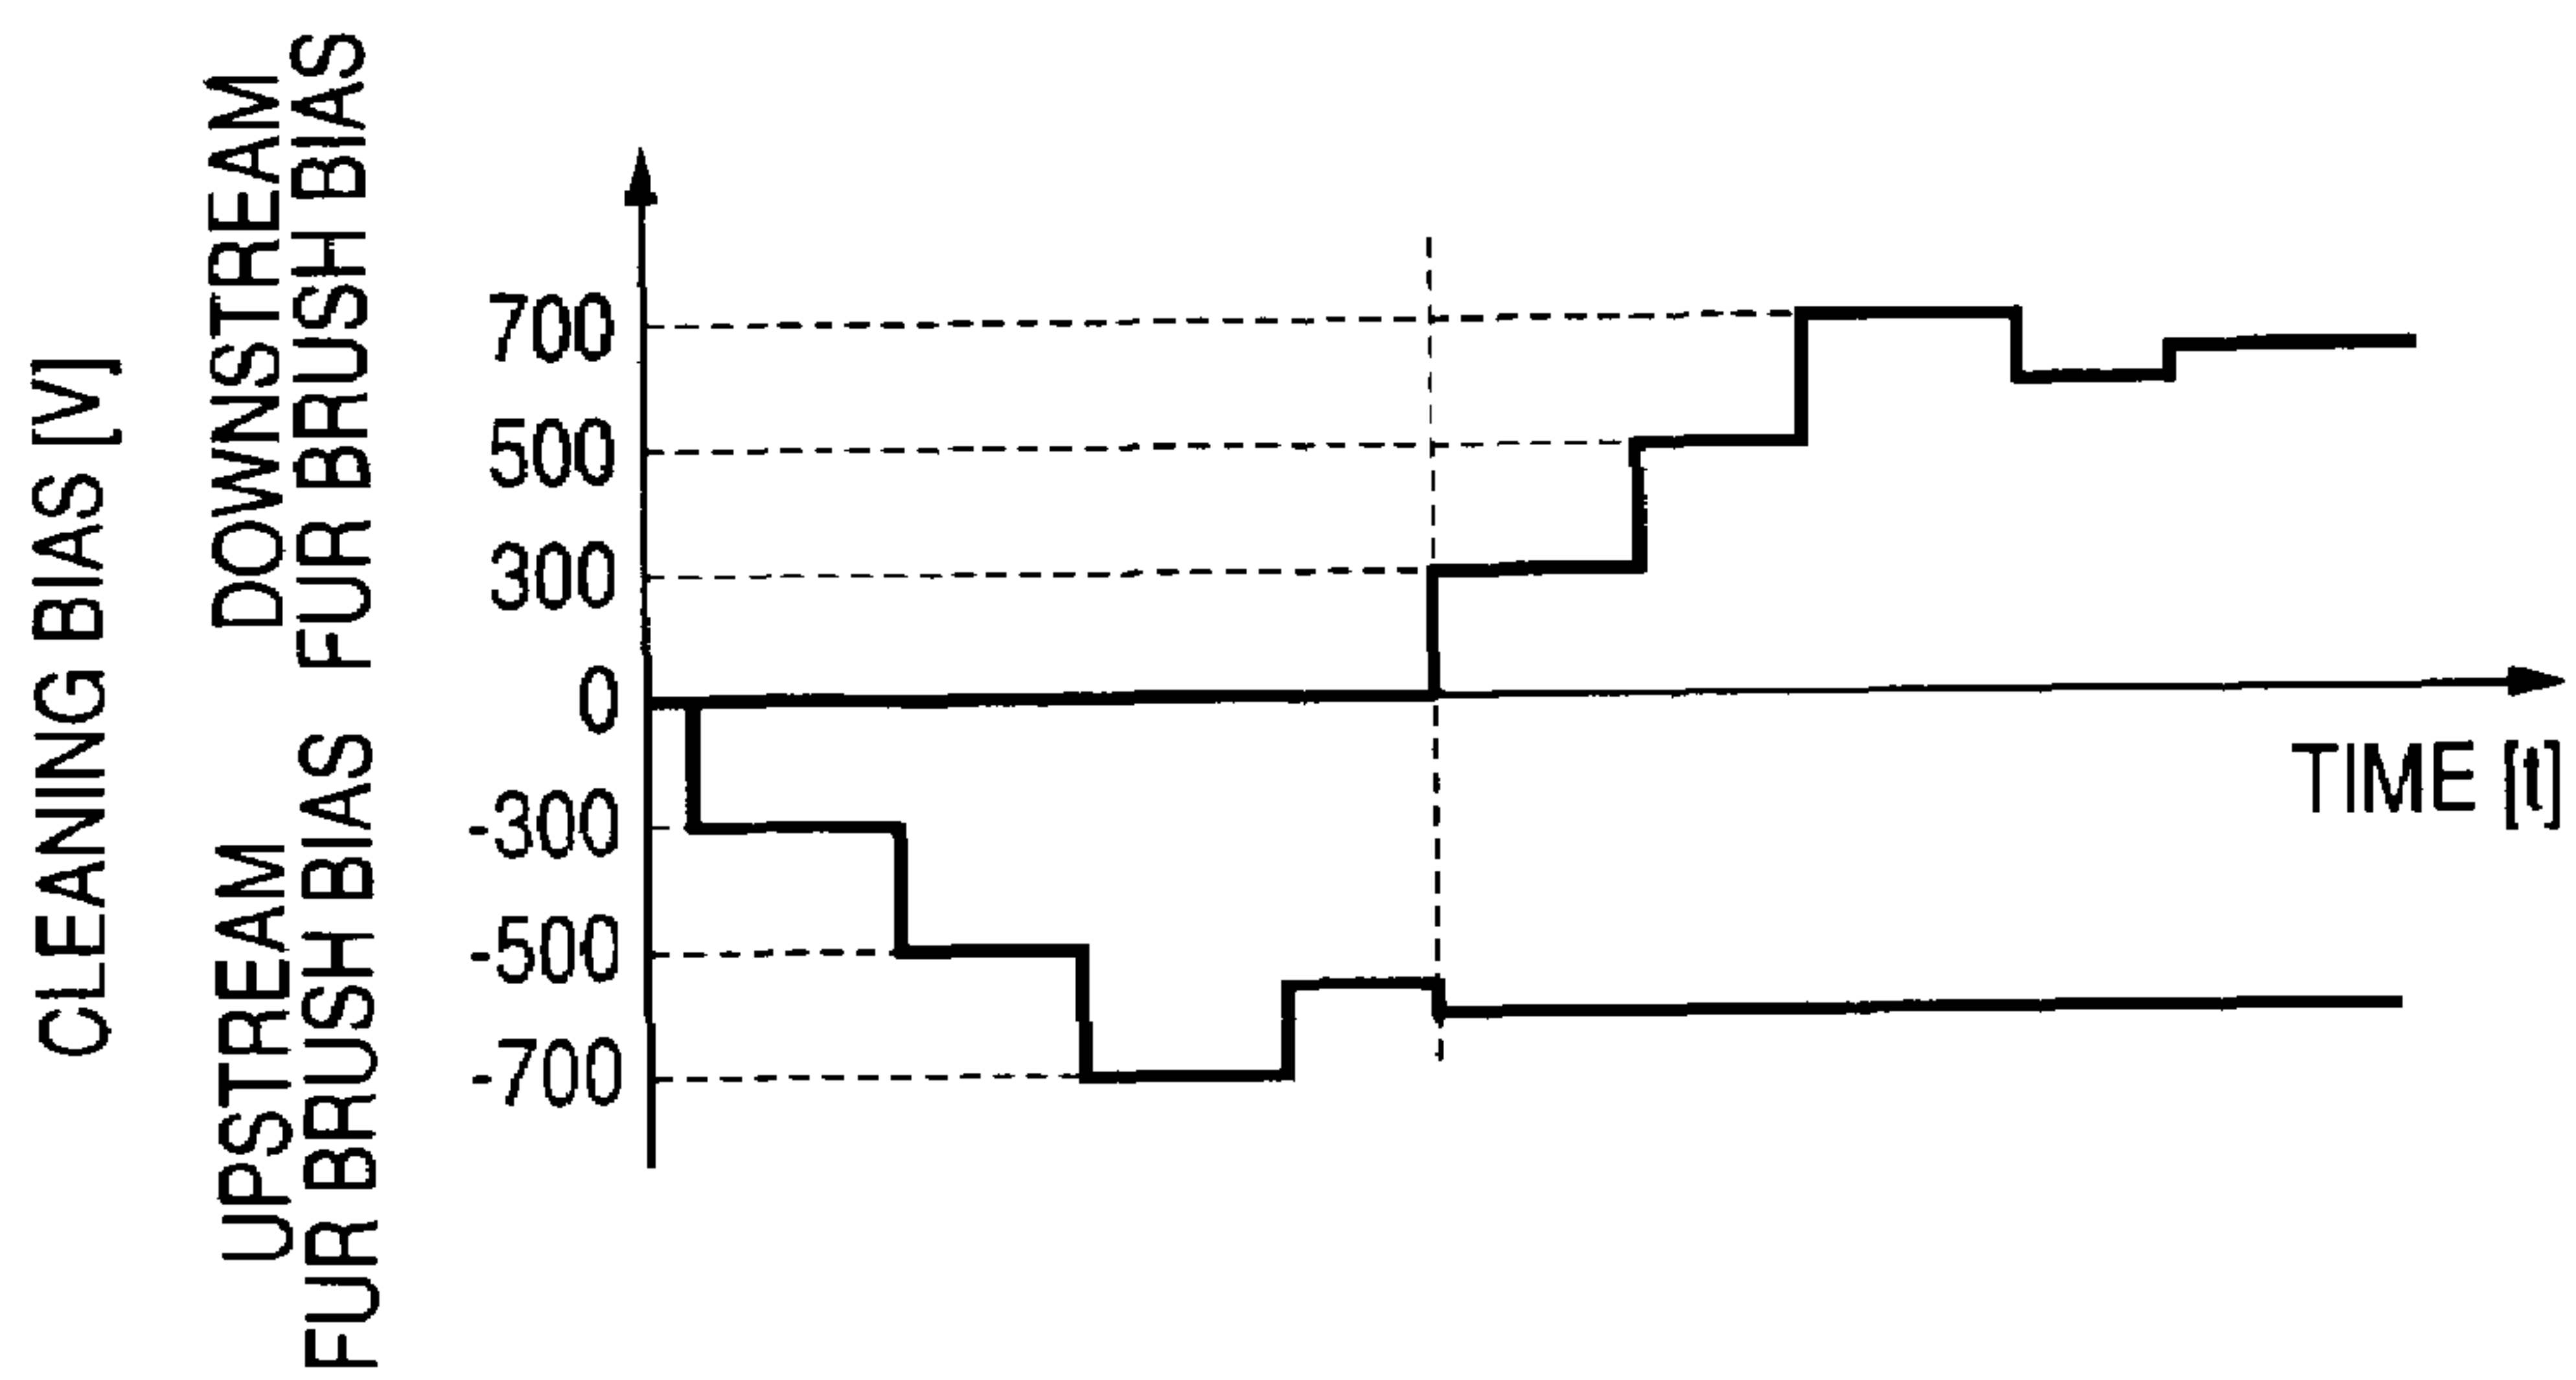 CLEANING BIAS [V]
DOWNSTREAM
FUR BRUSH BIAS
UPSTREAM
FUR BRUSH BIAS
700
500
300
0
-300
-500
-700
TIME [t]